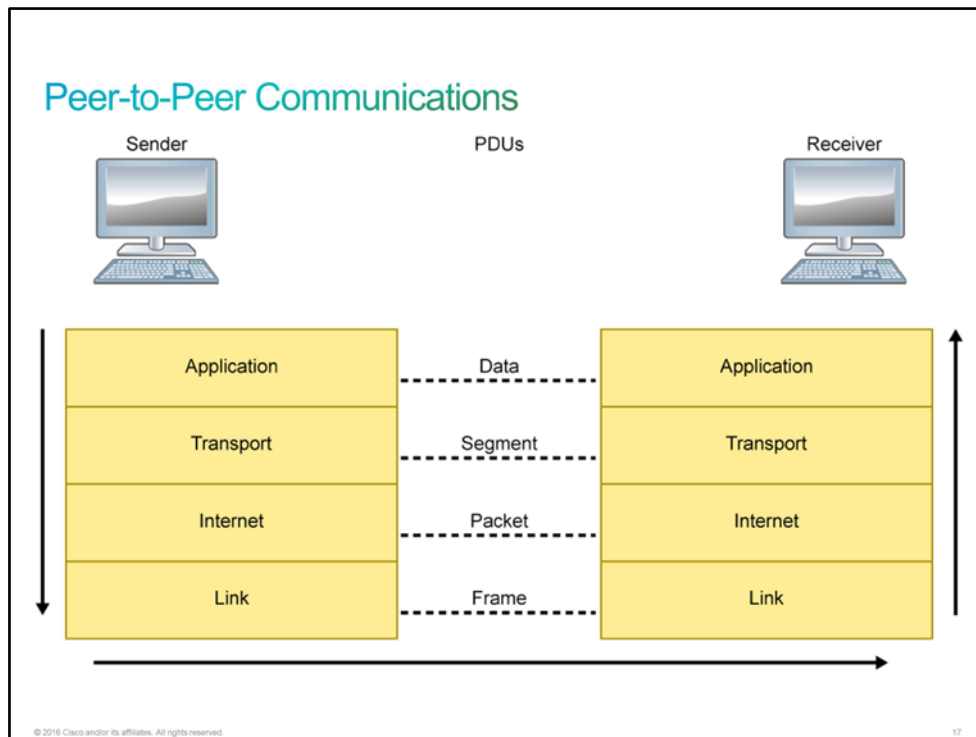 Peer-to-Peer Communications
Sender PDUs Receiver
Application Data Application
Transport Segment Transport
Internet Packet Internet
Link Frame Link
© 2016 Cisco and/or its affiliates. All rights reserved. 17